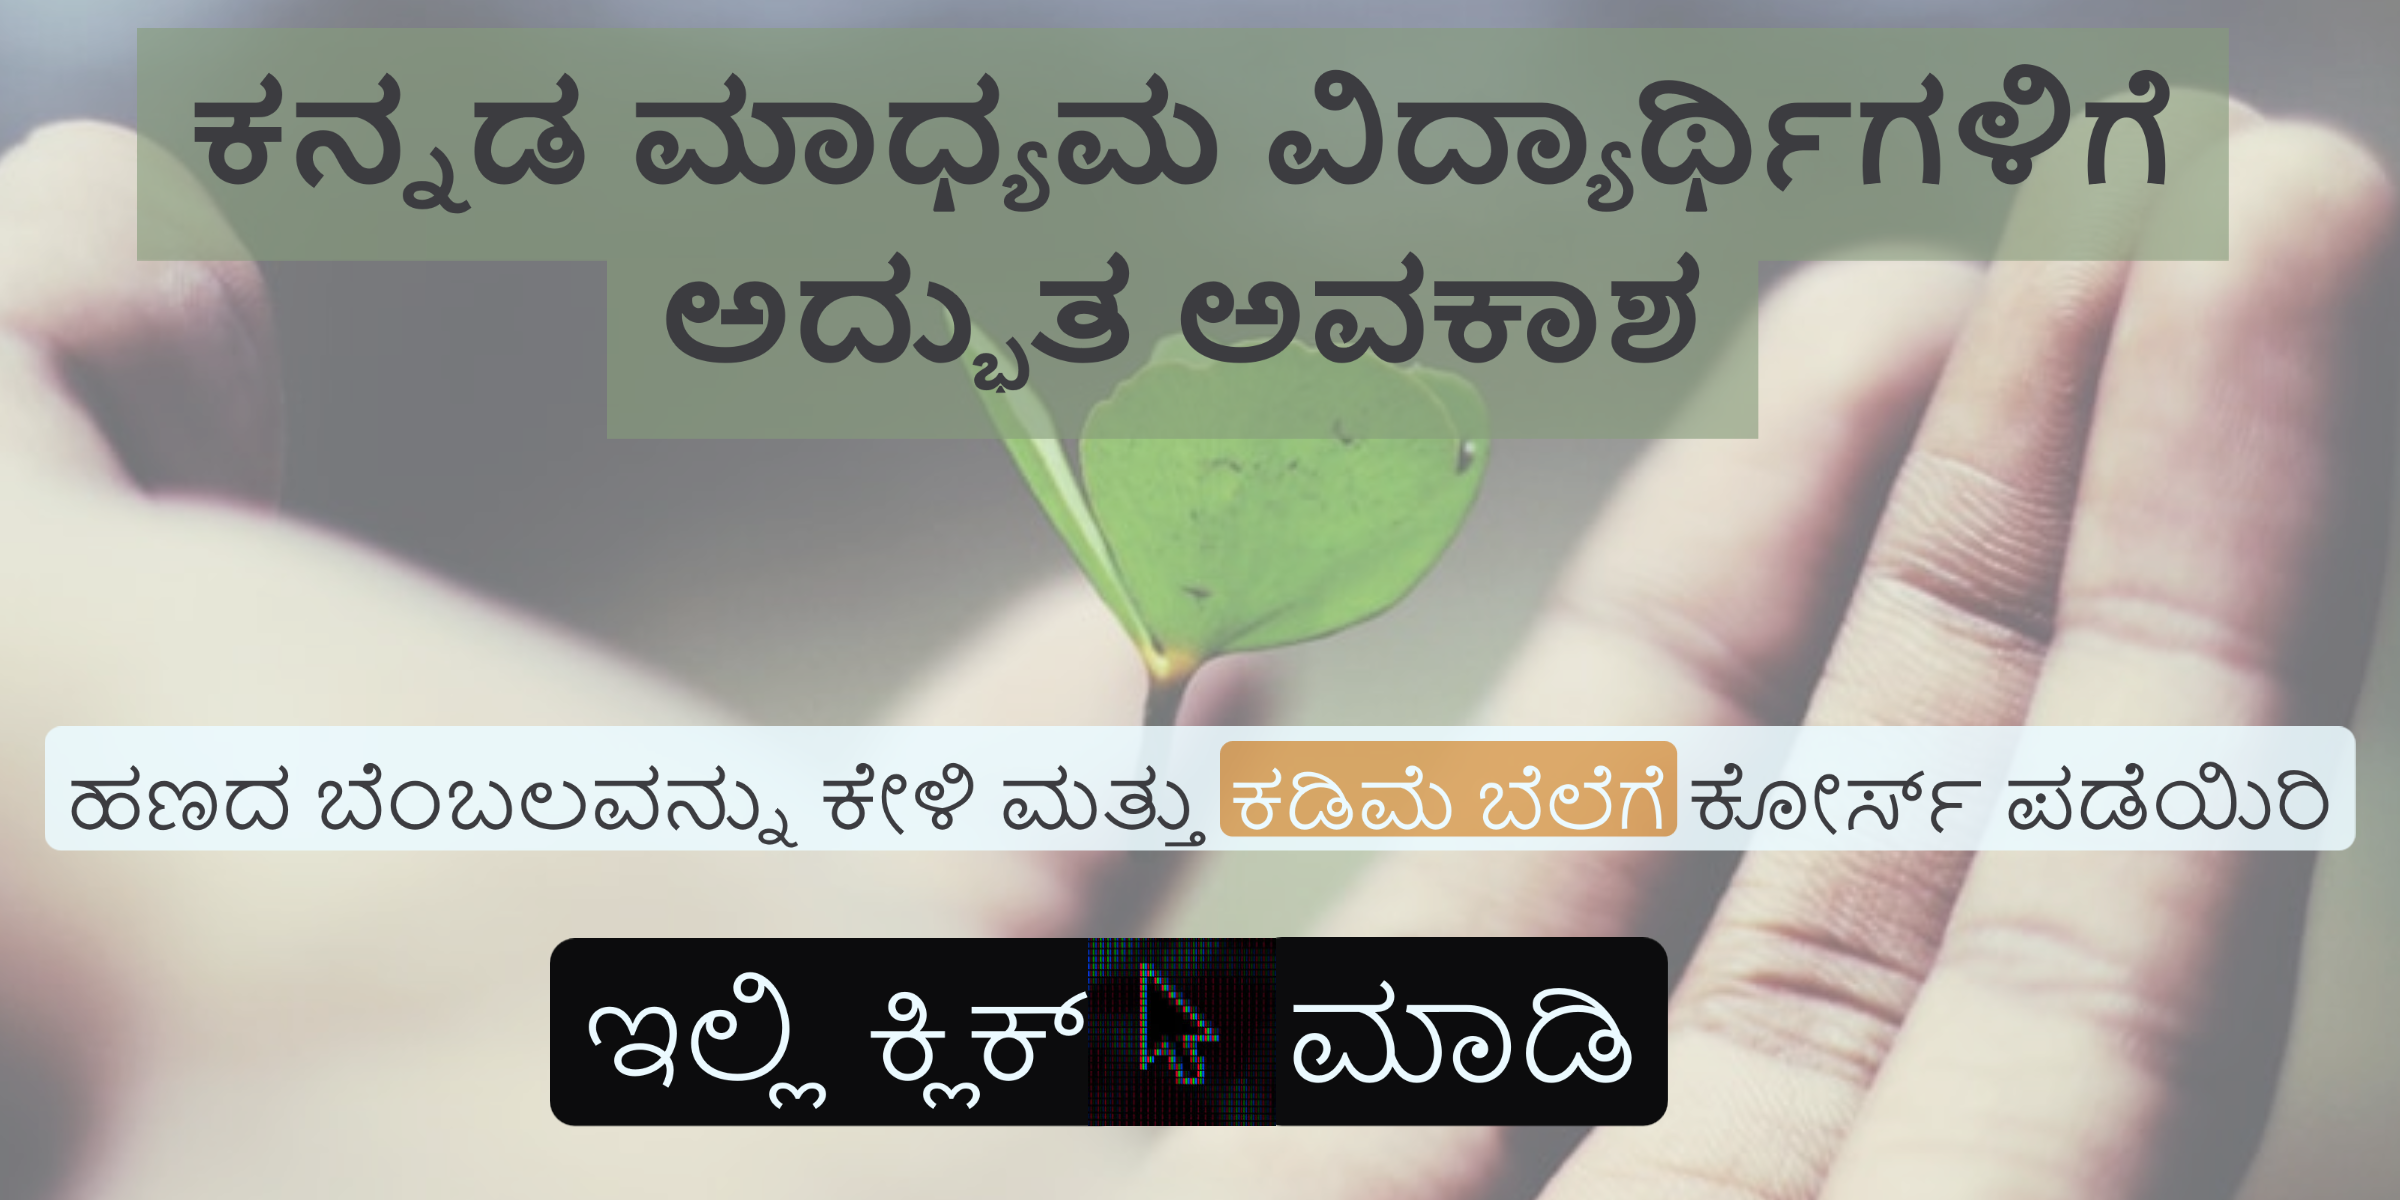 ಕನ್ನಡ ಮಾಧ್ಯಮ ವಿದ್ಯಾರ್ಥಿಗಳಿಗೆ
ಅದ್ಭುತ ಅವಕಾಶ
ಹಣದ ಬೆಂಬಲವನ್ನು ಕೇಳಿ ಮತ್ತು ಕಡಿಮೆ ಬೆಲೆಗೆ ಕೋರ್ಸ್ ಪಡೆಯಿರಿ
ಇಲ್ಲಿ ಕ್ಲಿಕ್ ಮಾಡಿ